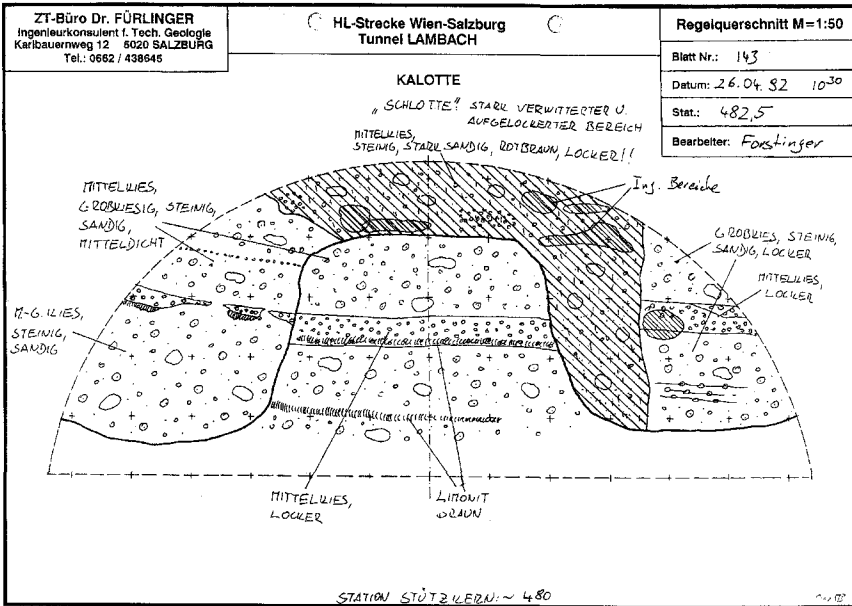 ZT-Büro Dr. FÜRLINGER
Ingenieurkonsulent f. Tech. Geologie
Karlbauernweg 12 5020 SALZBURG
Tel.: 0662 / 438645
HL-Strecke Wien-Salzburg
Tunnel LAMBACH
Regelquerschnitt M=1:50
Blatt Nr.: 143
Datum: 26.04.92 10³⁰
Stat.: 482,5
Bearbeiter: Forstinger
KALOTTE
„SCHLOTTE" STARK VERWITTERTER U.
AUFGELOCKERTER BEREICH
MITTELKIES,
STEINIG, STARK SANDIG, ROTBRAUN, LOCKER!!
Ing. Bereiche
MITTELKIES,
GROBKIESIG, STEINIG,
SANDIG,
MITTELDICHT
GROBKIES, STEINIG,
SANDIG, LOCKER
MITTELKIES,
LOCKER
M-G. KIES,
STEINIG,
SANDIG
MITTELKIES,
LOCKER
LIMONIT
BRAUN
STATION STÜTZKERN: ~ 480